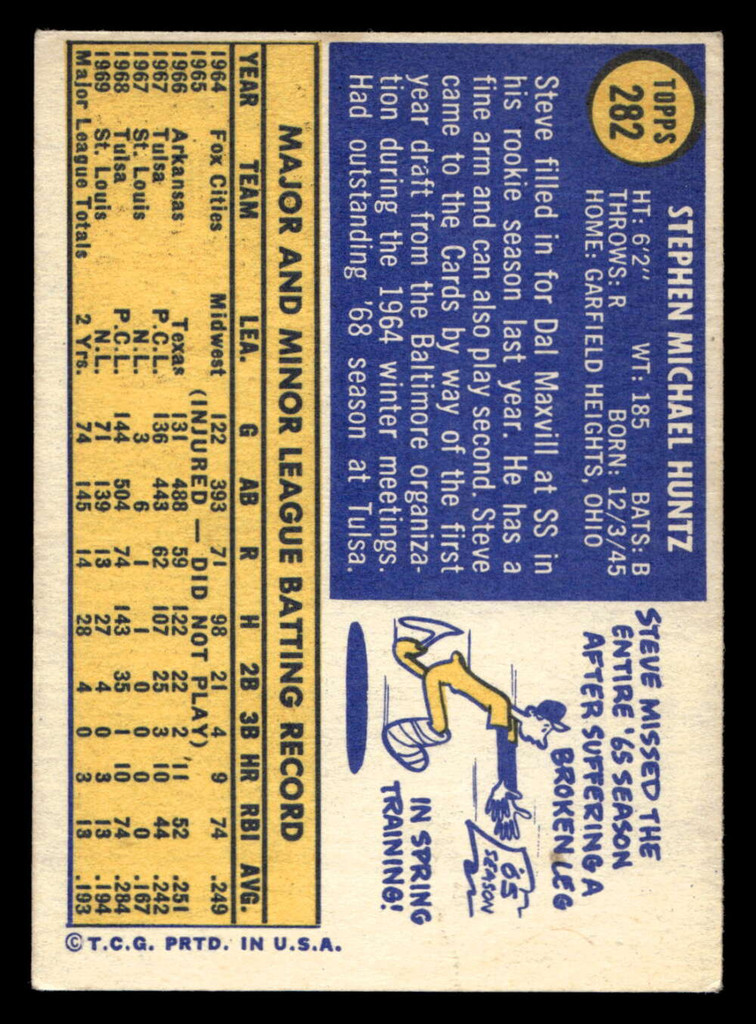 TOPPS
282
STEPHEN MICHAEL HUNTZ
HT: 6'2" WT: 185 BATS: B
THROWS: R BORN: 12/3/45
HOME: GARFIELD HEIGHTS, OHIO
Steve filled in for Dal Maxvill at SS in
his rookie season last year. He has a
fine arm and can also play second. Steve
came to the Cards by way of the first
year draft from the Baltimore organiza-
tion during the 1964 winter meetings.
Had outstanding '68 season at Tulsa.
STEVE MISSED THE
ENTIRE '65 SEASON
AFTER SUFFERING A
BROKEN LEG
'65
SEASON
IN SPRING
TRAINING!
MAJOR AND MINOR LEAGUE BATTING RECORD
YEAR TEAM LEA. G AB R H 2B 3B HR RBI AVG.
1964 Fox Cities Midwest 122 393 71 98 21 4 9 74 .249
1965 (INJURED — DID NOT PLAY)
1966 Arkansas Texas 131 488 59 122 22 2 11 52 .251
1967 Tulsa P.C.L. 136 443 62 107 25 3 10 44 .242
1967 St. Louis N.L. 3 6 1 1 0 0 0 0 .167
1968 Tulsa P.C.L. 144 504 74 143 35 1 10 74 .284
1969 St. Louis N.L. 71 139 13 27 4 0 3 13 .194
Major League Totals 2 Yrs. 74 145 14 28 4 0 3 13 .193
© T.C.G. PRTD. IN U.S.A.